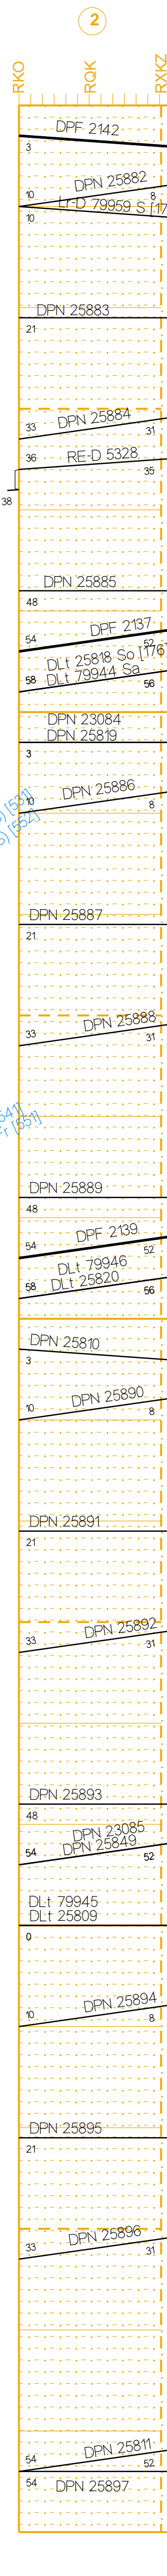 2
RKO RQK RXKZ
DPF 2142
3
DPN 25882
10 8
Lr-D 79959 S [17
10
DPN 25883
21
DPN 25884
33 31
RE-D 5328
36 35
38
DPN 25885
48
DPF 2137
54 52
DLt 25818 So [176
DLt 79944 Sa
58 56
DPN 23084
DPN 25819
3
[531]
DPN 25886
10 8
[552]
DPN 25887
21
DPN 25888
33 31
[551]
DPN 25889
48
DPF 2139
54 52
DLt 79946
DLt 25820
58 56
DPN 25810
3
DPN 25890
10 8
DPN 25891
21
DPN 25892
33 31
DPN 25893
48
DPN 23085
DPN 25849
54 52
DLt 79945
DLt 25809
0
DPN 25894
10 8
DPN 25895
21
DPN 25896
33 31
DPN 25811
54 52
54
DPN 25897